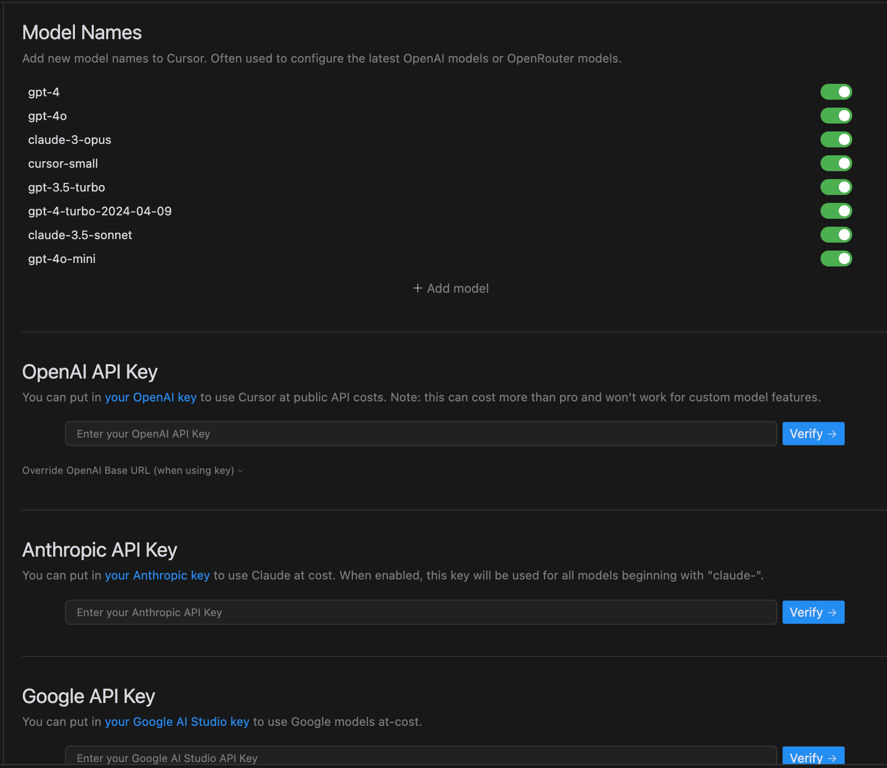 Model Names
Add new model names to Cursor. Often used to configure the latest OpenAI models or OpenRouter models.
gpt-4
gpt-4o
claude-3-opus
cursor-small
gpt-3.5-turbo
gpt-4-turbo-2024-04-09
claude-3.5-sonnet
gpt-4o-mini
+ Add model
OpenAI API Key
You can put in your OpenAI key to use Cursor at public API costs. Note: this can cost more than pro and won't work for custom model features.
Enter your OpenAI API Key Verify →
Override OpenAI Base URL (when using key)
Anthropic API Key
You can put in your Anthropic key to use Claude at cost. When enabled, this key will be used for all models beginning with "claude-".
Enter your Anthropic API Key Verify →
Google API Key
You can put in your Google AI Studio key to use Google models at-cost.
Enter your Google AI Studio API Key Verify →